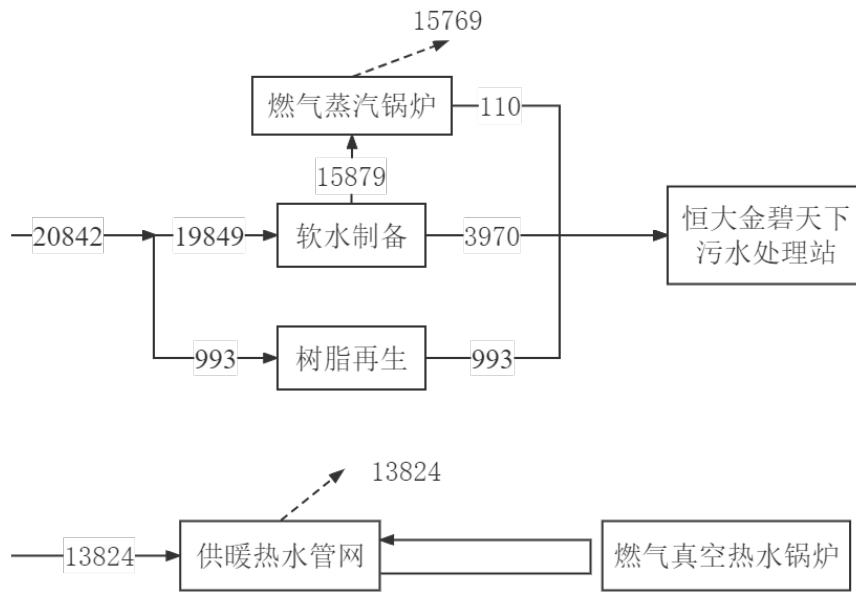 15769
燃气蒸汽锅炉
110
15879
20842
19849
软水制备
3970
恒大金碧天下
污水处理站
993
树脂再生
993
13824
13824
供暖热水管网
燃气真空热水锅炉